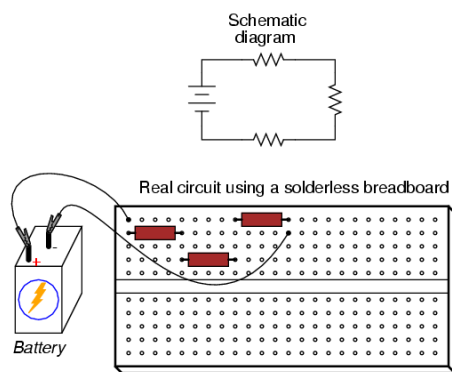 Schematic
diagram
Real circuit using a solderless breadboard
-
+
Battery